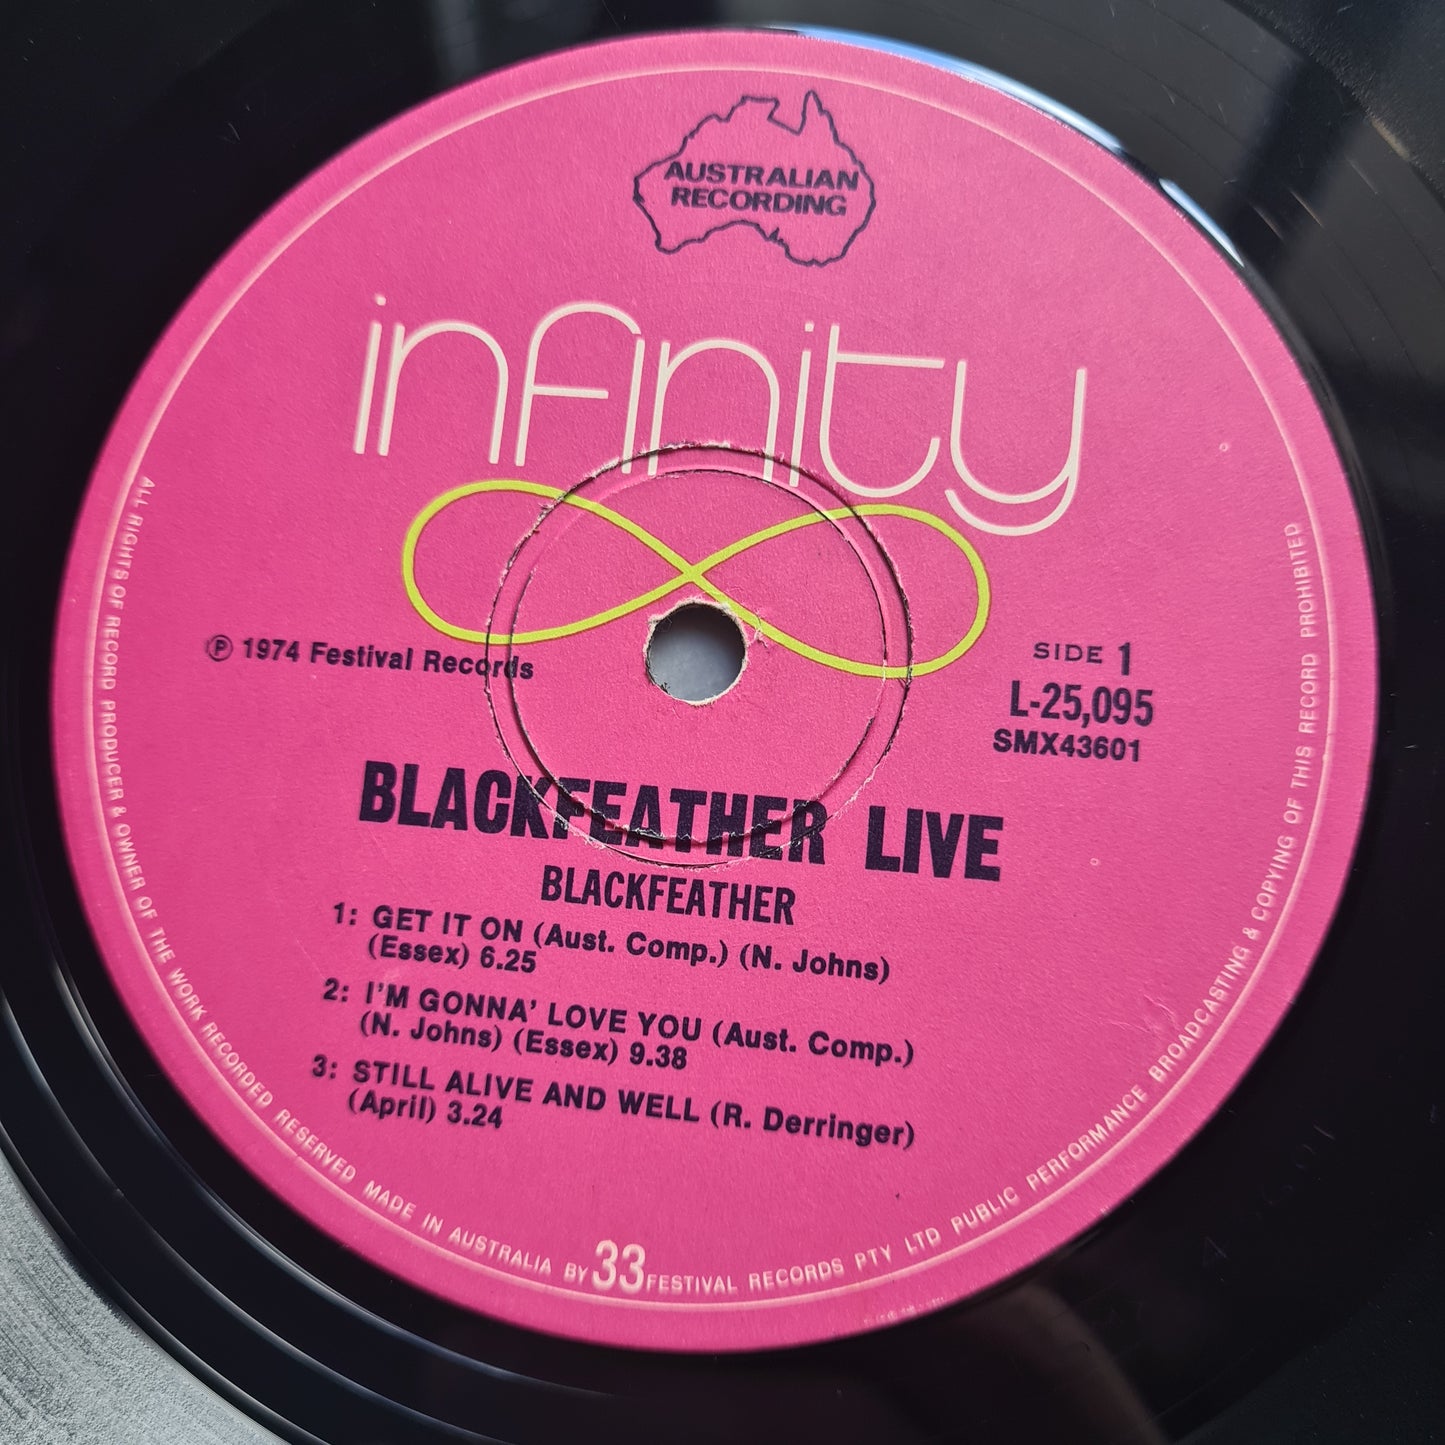 AUSTRALIAN
RECORDING
infinity
℗ 1974 Festival Records
SIDE 1
L-25,095
SMX43601
BLACKFEATHER LIVE
BLACKFEATHER
1: GET IT ON (Aust. Comp.) (N. Johns)
(Essex) 6.25
2: I'M GONNA' LOVE YOU (Aust. Comp.)
(N. Johns) (Essex) 9.38
3: STILL ALIVE AND WELL (R. Derringer)
(April) 3.24
ALL RIGHTS OF RECORD PRODUCER & OWNER OF THE WORK RECORDED RESERVED MADE IN AUSTRALIA BY 33 FESTIVAL RECORDS PTY LTD PUBLIC PERFORMANCE BROADCASTING & COPYING OF THIS RECORD PROHIBITED